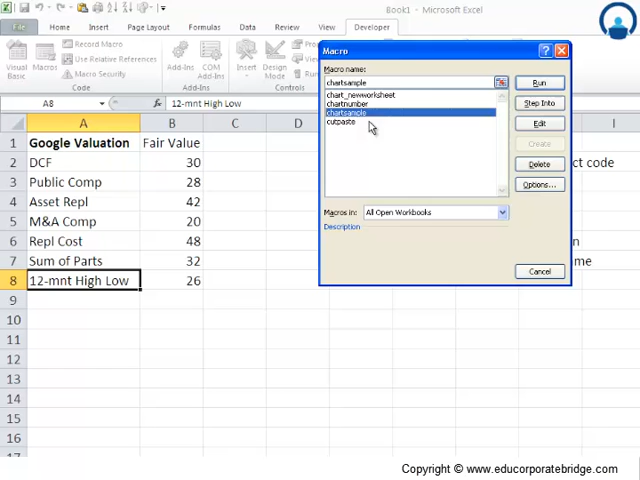 Book1 - Microsoft Excel
File Home Insert Page Layout Formulas Data Review View Developer
Visual Basic
Macros
Record Macro
Use Relative References
Macro Security
Code
Add-Ins
COM Add-Ins
Add-Ins
Macro
Macro name:
chartsample
Run
chart_newworksheet
chartnumber
chartsample
cutpaste
Step Into
Edit
Create
Delete
Options...
Macros in: All Open Workbooks
Description
Cancel
A8 12-mnt High Low
A B C D I
1 Google Valuation Fair Value
2 DCF 30 ct code
3 Public Comp 28
4 Asset Repl 42
5 M&A Comp 20
6 Repl Cost 48 n
7 Sum of Parts 32 me
8 12-mnt High Low 26
9
10
11
12
13
14
15
16
17
Copyright © www.educorporatebridge.com